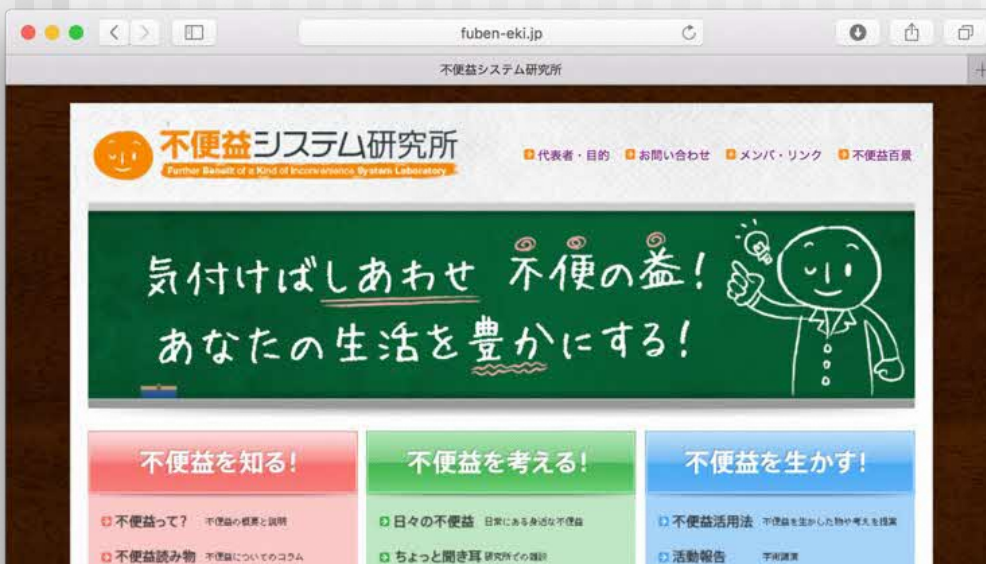 fuben-eki.jp
不便益システム研究所
不便益システム研究所
Further Benefit of a Kind of Inconvenience System Laboratory
代表者・目的 お問い合わせ メンバ・リンク 不便益百景
気付けばしあわせ 不便の益！
あなたの生活を豊かにする！
不便益を知る！ 不便益を考える！ 不便益を生かす！
不便益って？ 不便益の概要と説明 日々の不便益 日常にある身近な不便益 不便益活用法 不便益を生かした物や考えを提案
不便益読み物 不便益についてのコラム ちょっと聞き耳 研究所での雑談 活動報告 学術講演